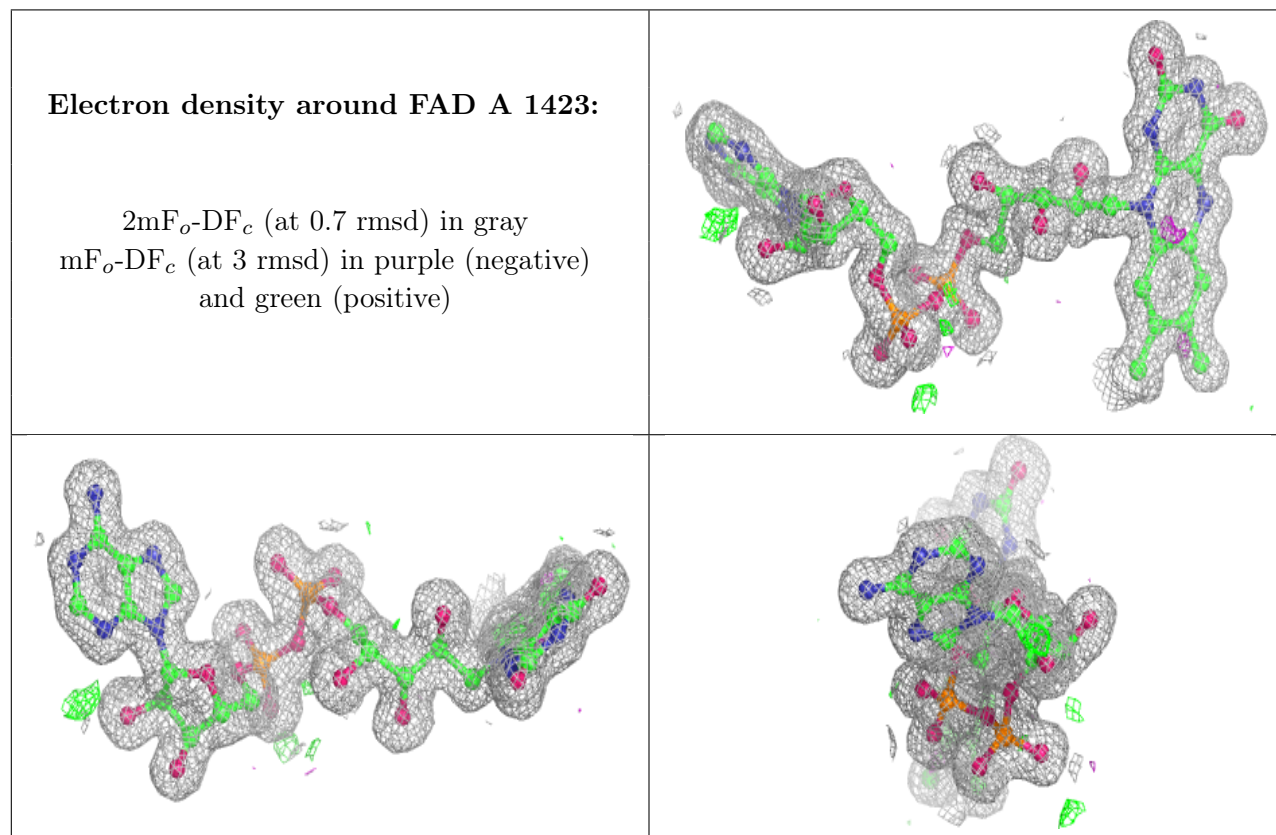 Electron density around FAD A 1423:
2mFo-DFc (at 0.7 rmsd) in gray
mFo-DFc (at 3 rmsd) in purple (negative)
and green (positive)